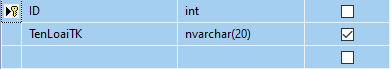 ID int
TenLoaiTK nvarchar(20)